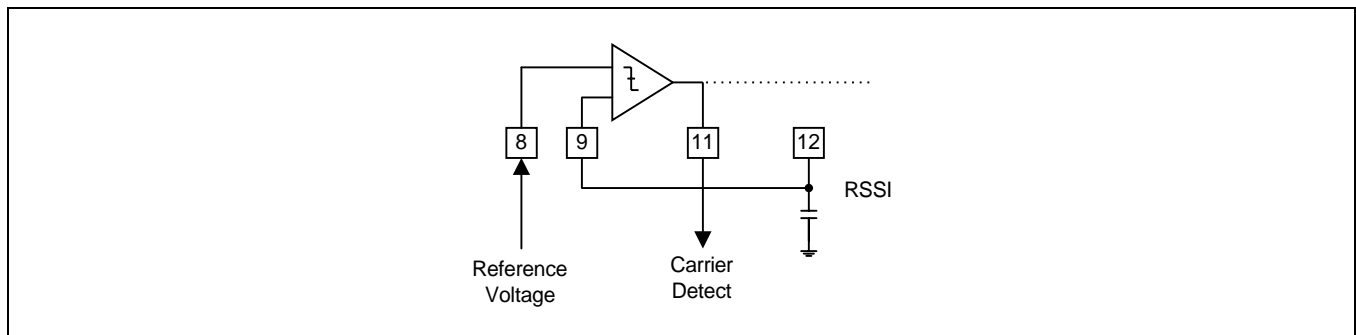 8
9
11
12
RSSI
Reference
Voltage
Carrier
Detect